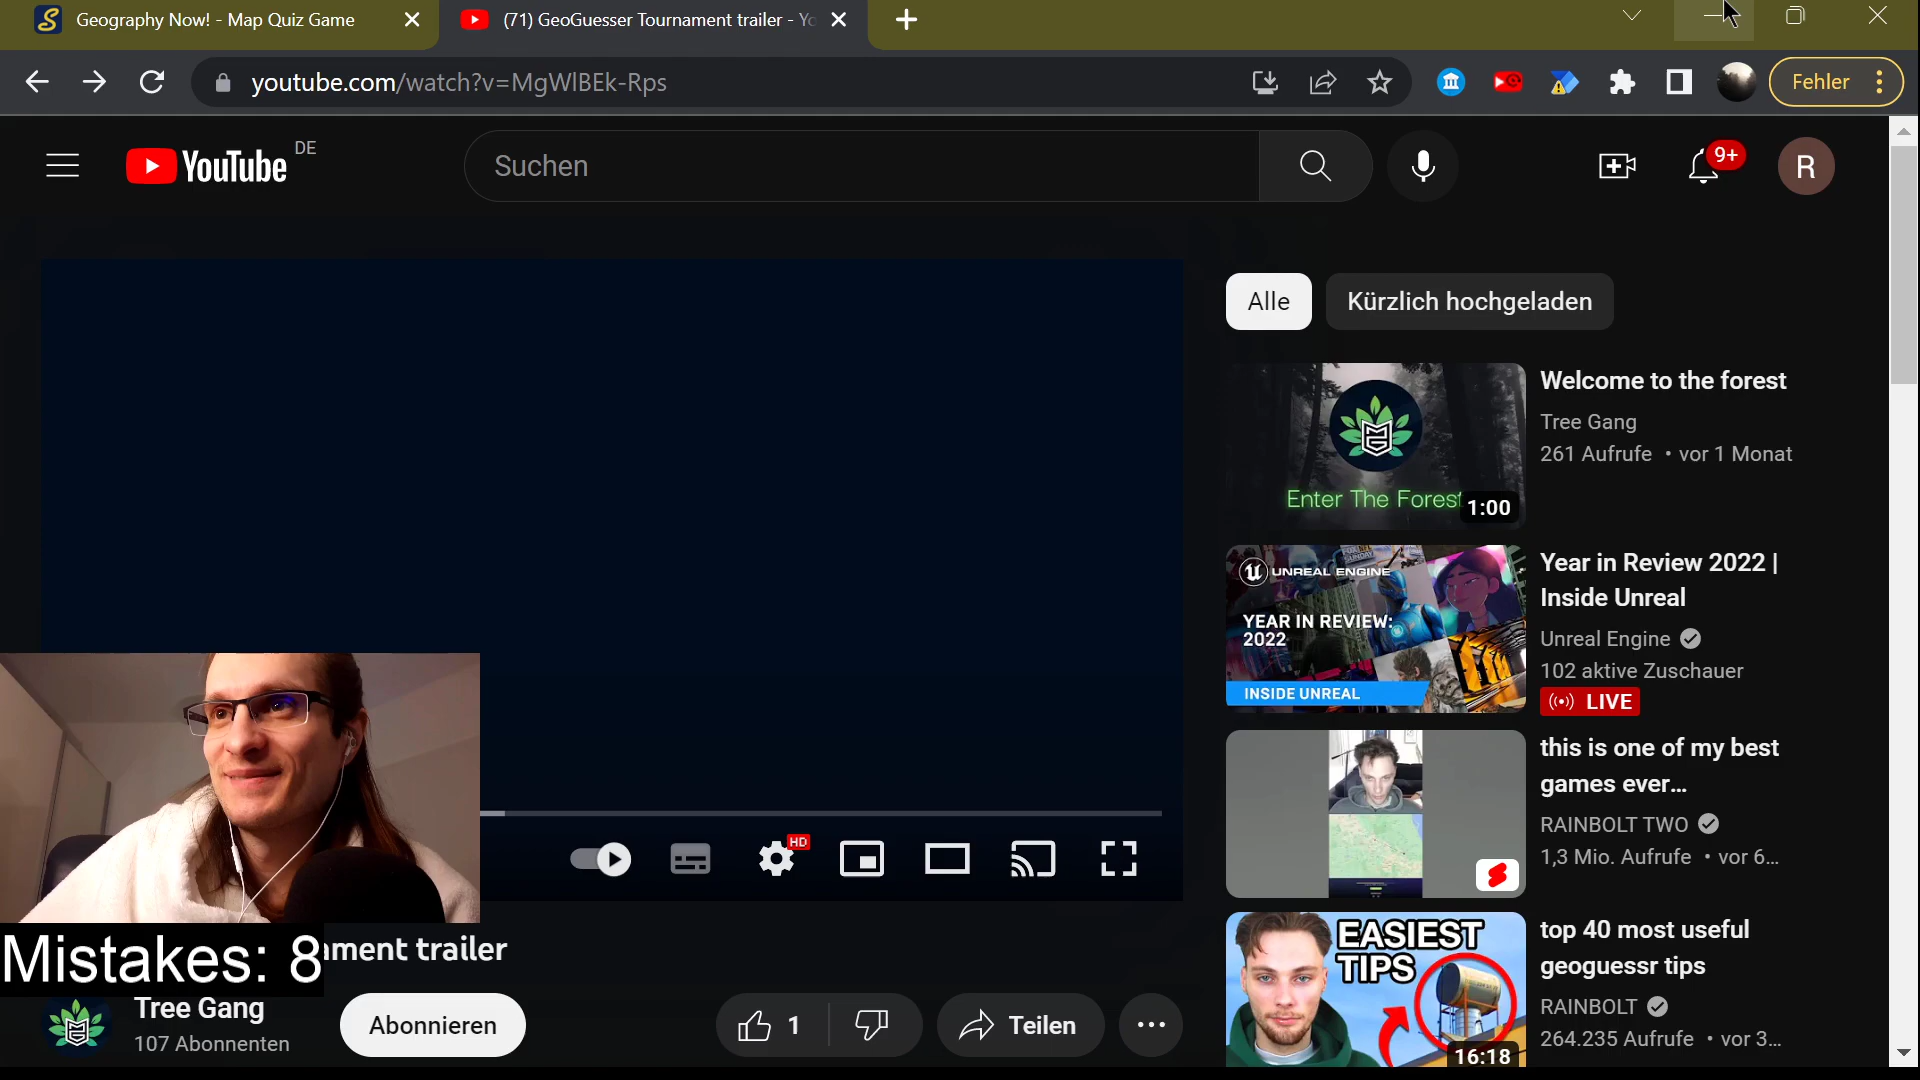 Geography Now! - Map Quiz Game
(71) GeoGuesser Tournament trailer - Yo
youtube.com/watch?v=MgWlBEk-Rps
Fehler
YouTube DE
Suchen
9+
R
Alle
Kürzlich hochgeladen
Enter The Forest
1:00
Welcome to the forest
Tree Gang
261 Aufrufe • vor 1 Monat
UNREAL ENGINE
YEAR IN REVIEW:
2022
INSIDE UNREAL
Year in Review 2022 |
Inside Unreal
Unreal Engine
102 aktive Zuschauer
LIVE
this is one of my best
games ever...
RAINBOLT TWO
1,3 Mio. Aufrufe • vor 6...
HD
EASIEST
TIPS
16:18
top 40 most useful
geoguessr tips
RAINBOLT
264.235 Aufrufe • vor 3...
Mistakes: 8
ament trailer
Tree Gang
107 Abonnenten
Abonnieren
1
Teilen